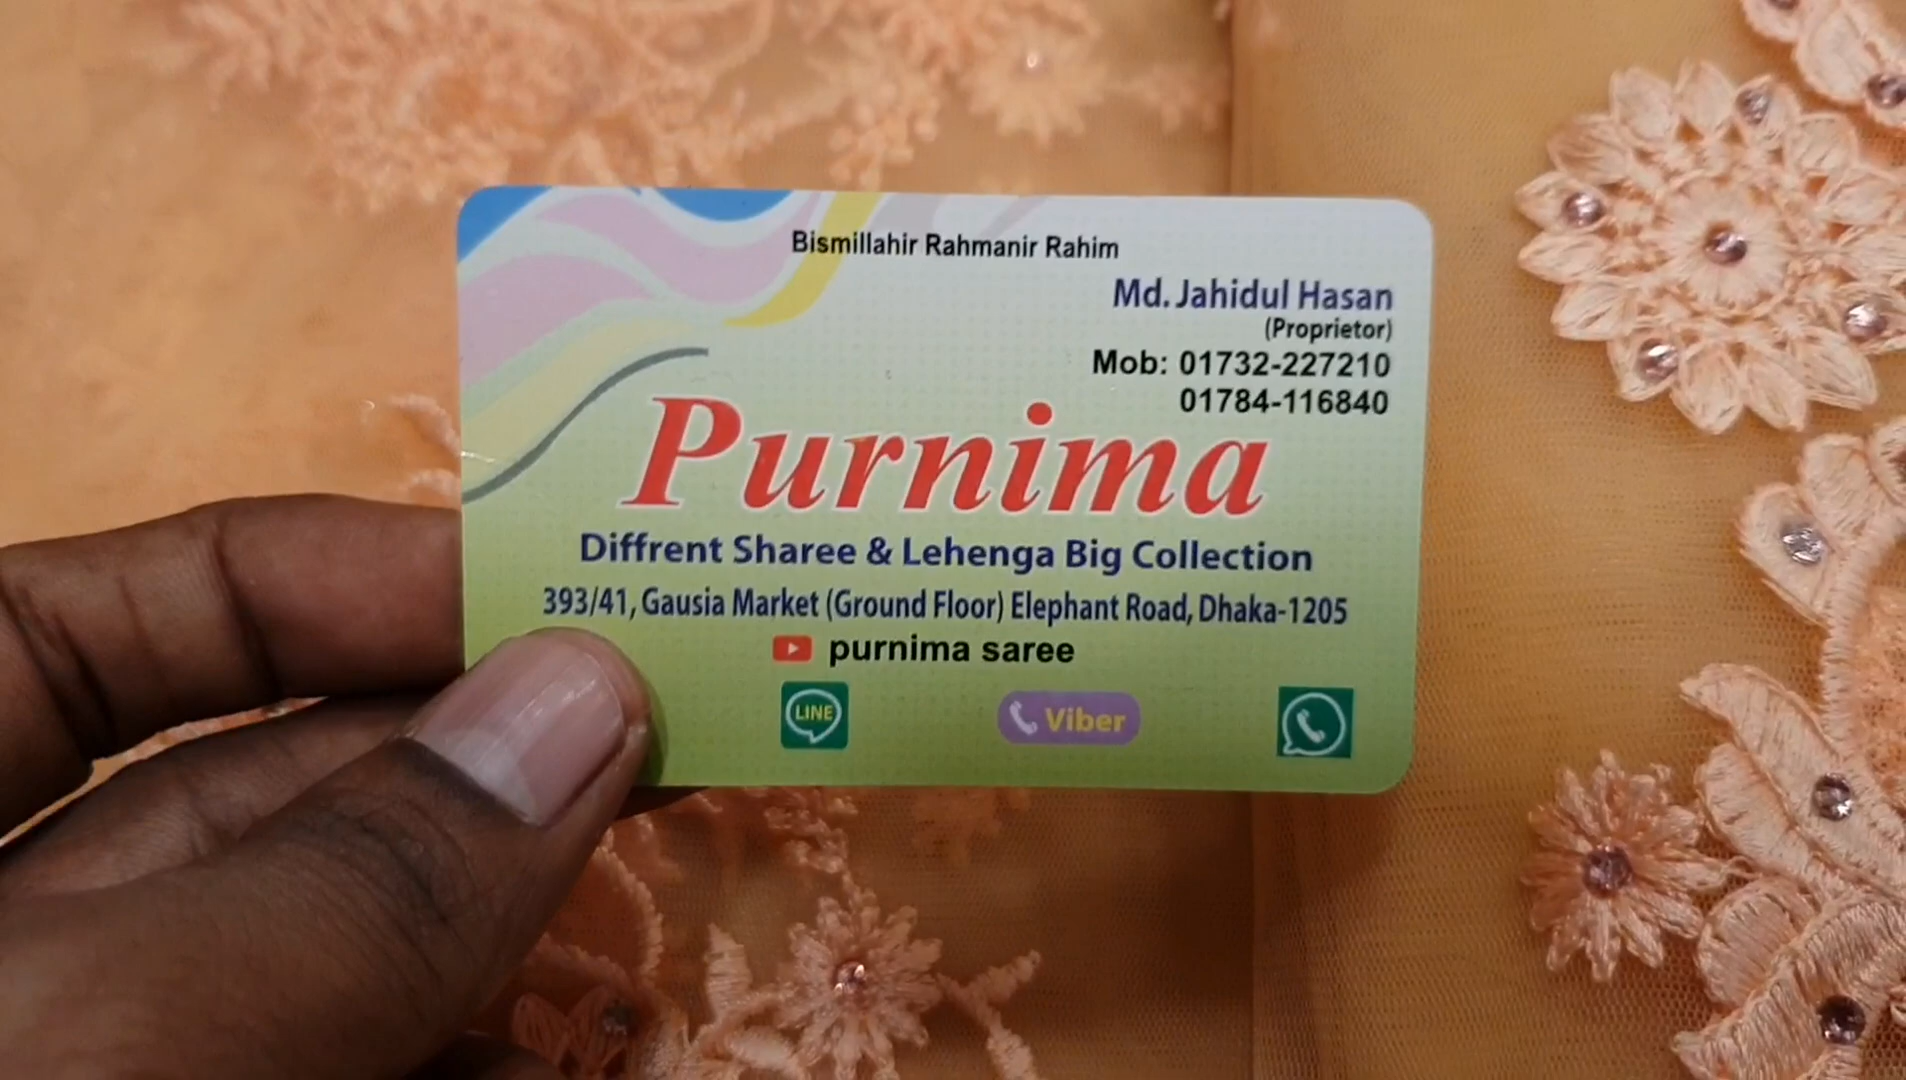 Bismillahir Rahmanir Rahim
Md. Jahidul Hasan
(Proprietor)
Mob: 01732-227210
01784-116840
Purnima
Diffrent Sharee & Lehenga Big Collection
393/41, Gausia Market (Ground Floor) Elephant Road, Dhaka-1205
purnima saree
LINE
Viber